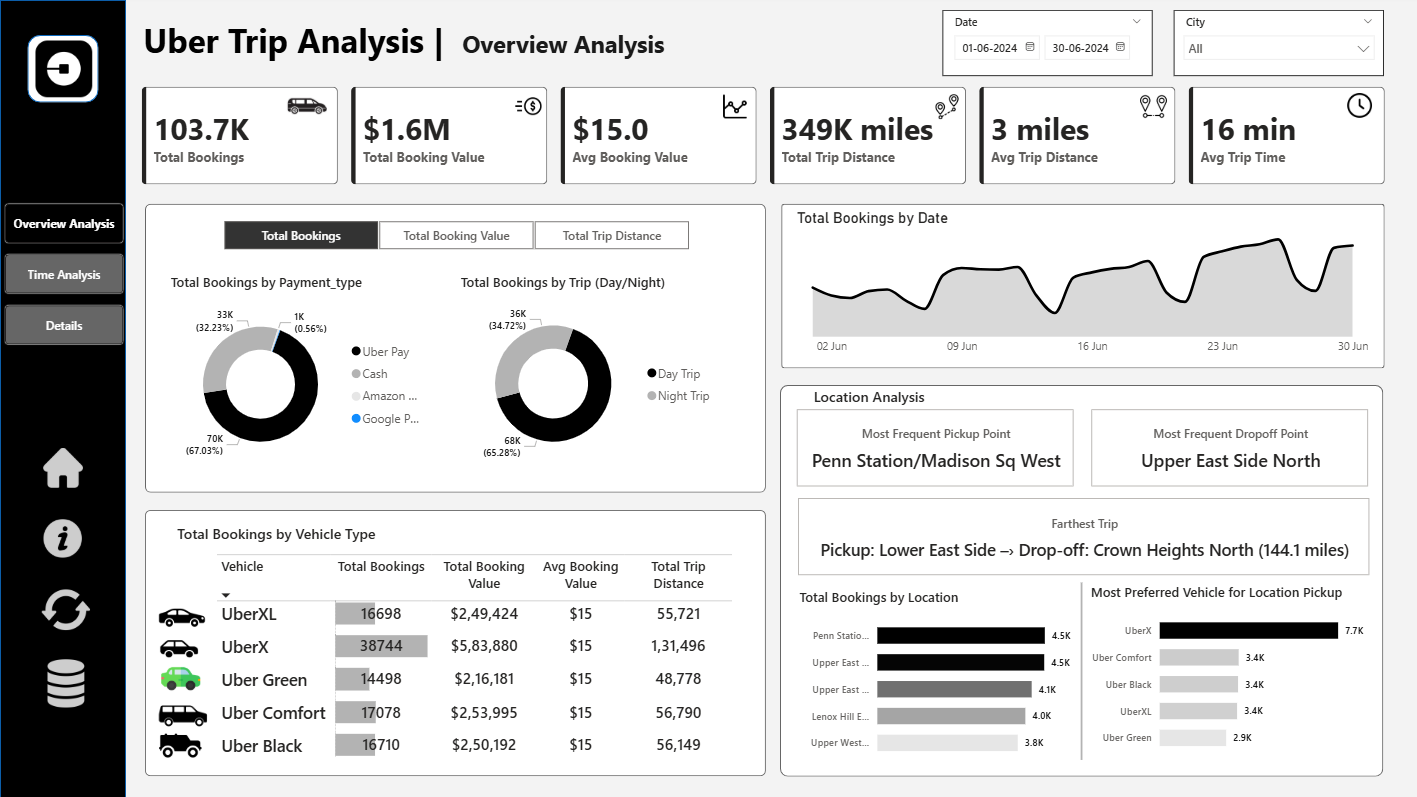 Uber Trip Analysis | Overview Analysis
Date
01-06-2024 30-06-2024
City
All
103.7K
Total Bookings
$1.6M
Total Booking Value
$15.0
Avg Booking Value
349K miles
Total Trip Distance
3 miles
Avg Trip Distance
16 min
Avg Trip Time
Overview Analysis
Time Analysis
Details
Total Bookings Total Booking Value Total Trip Distance
Total Bookings by Payment_type
33K
(32.23%)
1K
(0.56%)
70K
(67.03%)
Uber Pay
Cash
Amazon ...
Google P...
Total Bookings by Trip (Day/Night)
36K
(34.72%)
68K
(65.28%)
Day Trip
Night Trip
Total Bookings by Date
02 Jun 09 Jun 16 Jun 23 Jun 30 Jun
Total Bookings by Vehicle Type
Vehicle Total Bookings Total Booking Value Avg Booking Value Total Trip Distance
UberXL 16698 $2,49,424 $15 55,721
UberX 38744 $5,83,880 $15 1,31,496
Uber Green 14498 $2,16,181 $15 48,778
Uber Comfort 17078 $2,53,995 $15 56,790
Uber Black 16710 $2,50,192 $15 56,149
Location Analysis
Most Frequent Pickup Point
Penn Station/Madison Sq West
Most Frequent Dropoff Point
Upper East Side North
Farthest Trip
Pickup: Lower East Side –› Drop-off: Crown Heights North (144.1 miles)
Total Bookings by Location
Penn Statio... 4.5K
Upper East ... 4.5K
Upper East ... 4.1K
Lenox Hill E... 4.0K
Upper West... 3.8K
Most Preferred Vehicle for Location Pickup
UberX 7.7K
Uber Comfort 3.4K
Uber Black 3.4K
UberXL 3.4K
Uber Green 2.9K